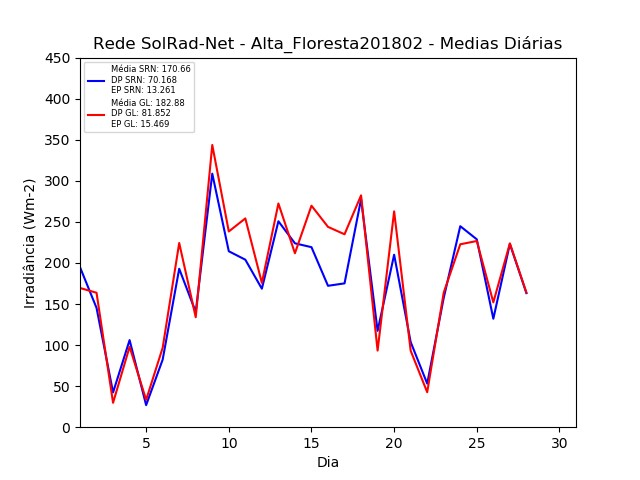 Rede SolRad-Net - Alta_Floresta201802 - Medias Diárias
Média SRN: 170.66
DP SRN: 70.168
EP SRN: 13.261
Média GL: 182.88
DP GL: 81.852
EP GL: 15.469
Irradiância (Wm-2)
450
400
350
300
250
200
150
100
50
0
5 10 15 20 25 30
Dia